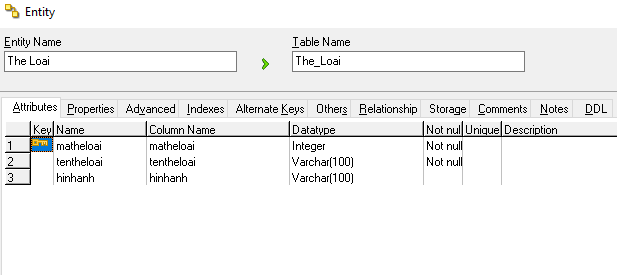 Entity
Entity Name Table Name
The Loai The_Loai
Attributes Properties Advanced Indexes Alternate Keys Others Relationship Storage Comments Notes DDL
Key Name Column Name Datatype Not nul Unique Description
1 matheloai matheloai Integer Not null
2 tentheloai tentheloai Varchar(100) Not null
3 hinhanh hinhanh Varchar(100)